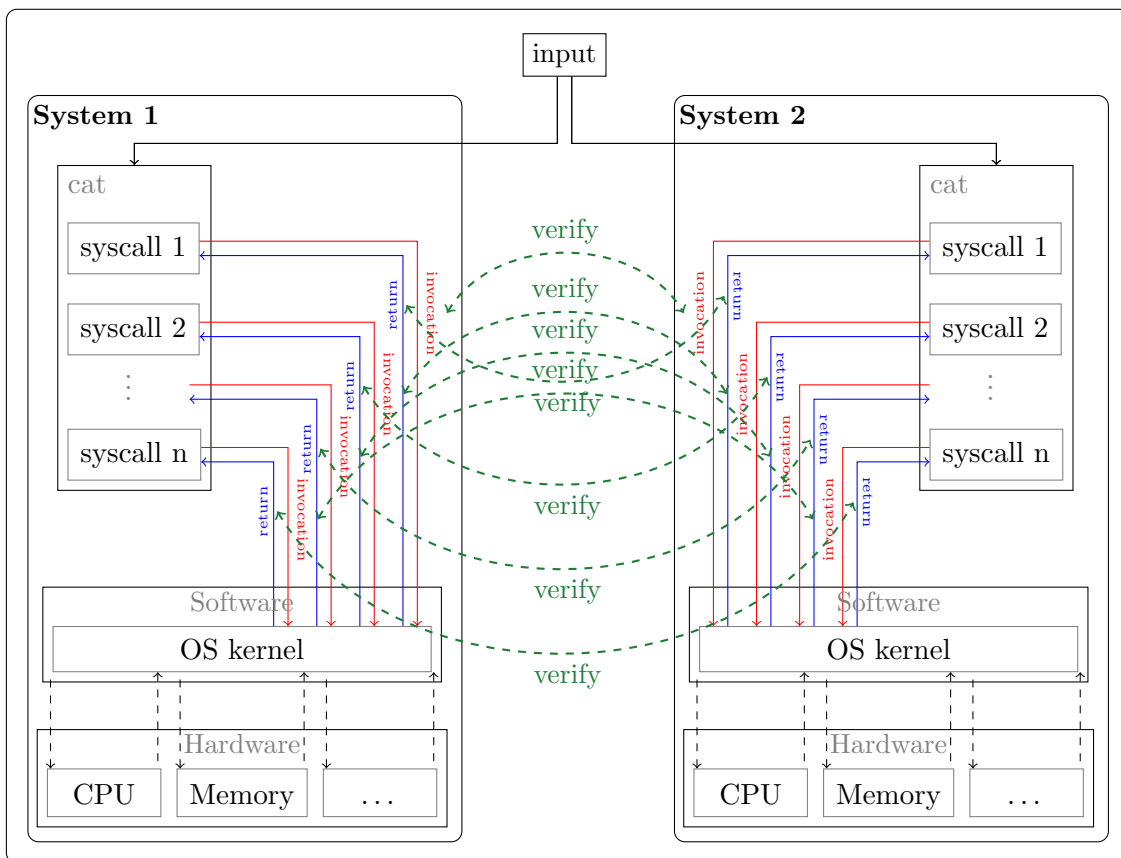 input
System 1
cat
syscall 1
syscall 2
⋮
syscall n
invocation
return
invocation
return
invocation
return
invocation
return
Software
OS kernel
Hardware
CPU
Memory
...
verify
verify
verify
verify
verify
verify
verify
verify
System 2
cat
syscall 1
syscall 2
⋮
syscall n
invocation
return
invocation
return
invocation
return
invocation
return
Software
OS kernel
Hardware
CPU
Memory
...